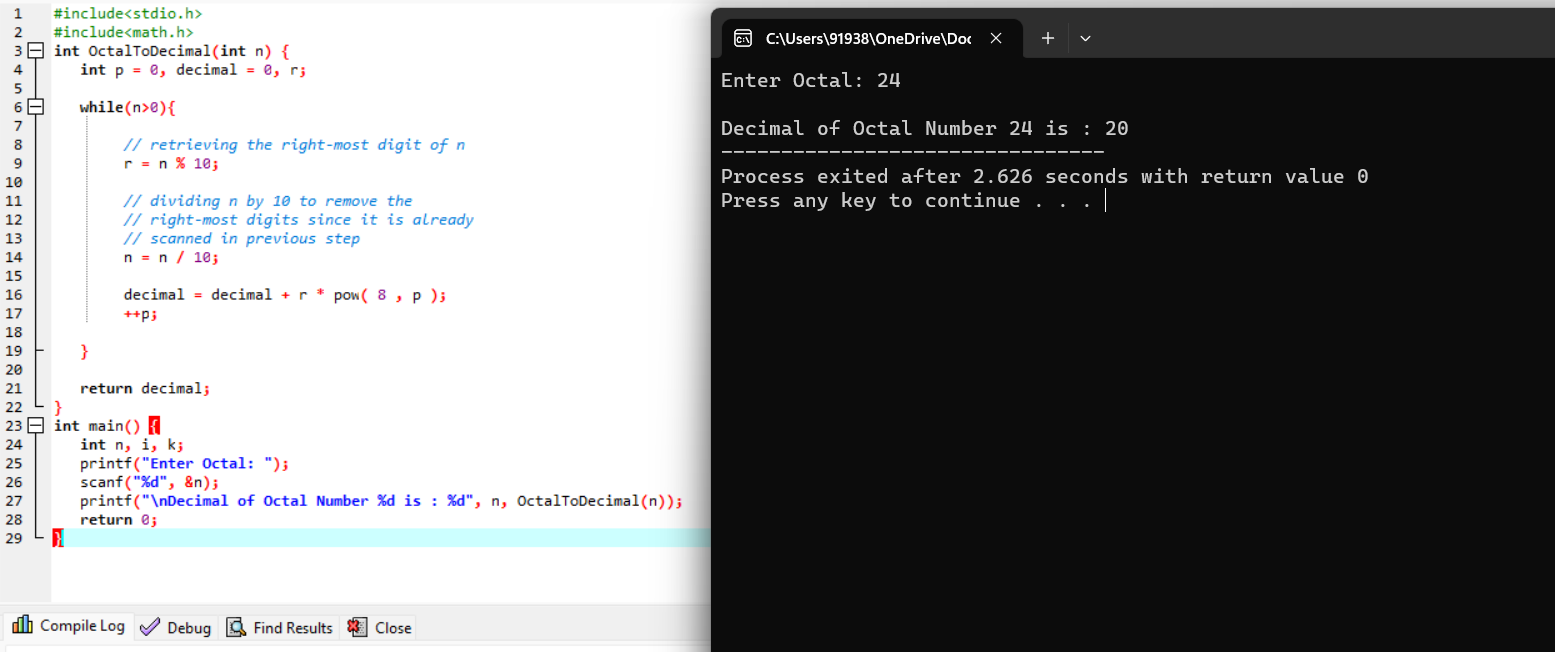 1 #include<stdio.h>
2 #include<math.h>
3 int OctalToDecimal(int n) {
4 int p = 0, decimal = 0, r;
5
6 while(n>0){
7
8 // retrieving the right-most digit of n
9 r = n % 10;
10
11 // dividing n by 10 to remove the
12 // right-most digits since it is already
13 // scanned in previous step
14 n = n / 10;
15
16 decimal = decimal + r * pow( 8 , p );
17 ++p;
18
19 }
20
21 return decimal;
22 }
23 int main() {
24 int n, i, k;
25 printf("Enter Octal: ");
26 scanf("%d", &n);
27 printf("\nDecimal of Octal Number %d is : %d", n, OctalToDecimal(n));
28 return 0;
29 }
Compile Log Debug Find Results Close
C:\Users\91938\OneDrive\Doc
Enter Octal: 24
Decimal of Octal Number 24 is : 20
--------------------------------
Process exited after 2.626 seconds with return value 0
Press any key to continue . . .